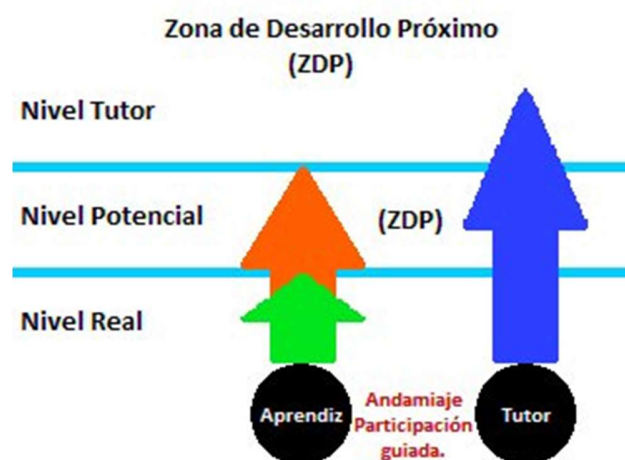 Zona de Desarrollo Próximo
(ZDP)
Nivel Tutor
Nivel Potencial
(ZDP)
Nivel Real
Aprendiz
Andamiaje
Participación
guiada.
Tutor